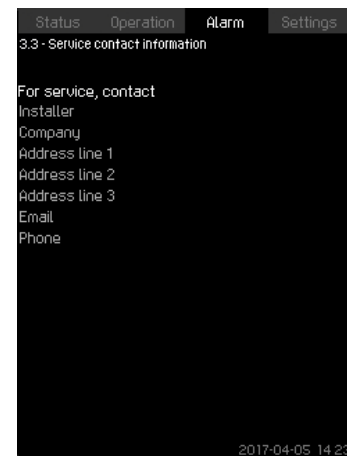 Status Operation Alarm Settings
3.3 - Service contact information
For service, contact
Installer
Company
Address line 1
Address line 2
Address line 3
Email
Phone
2017-04-05 14 23